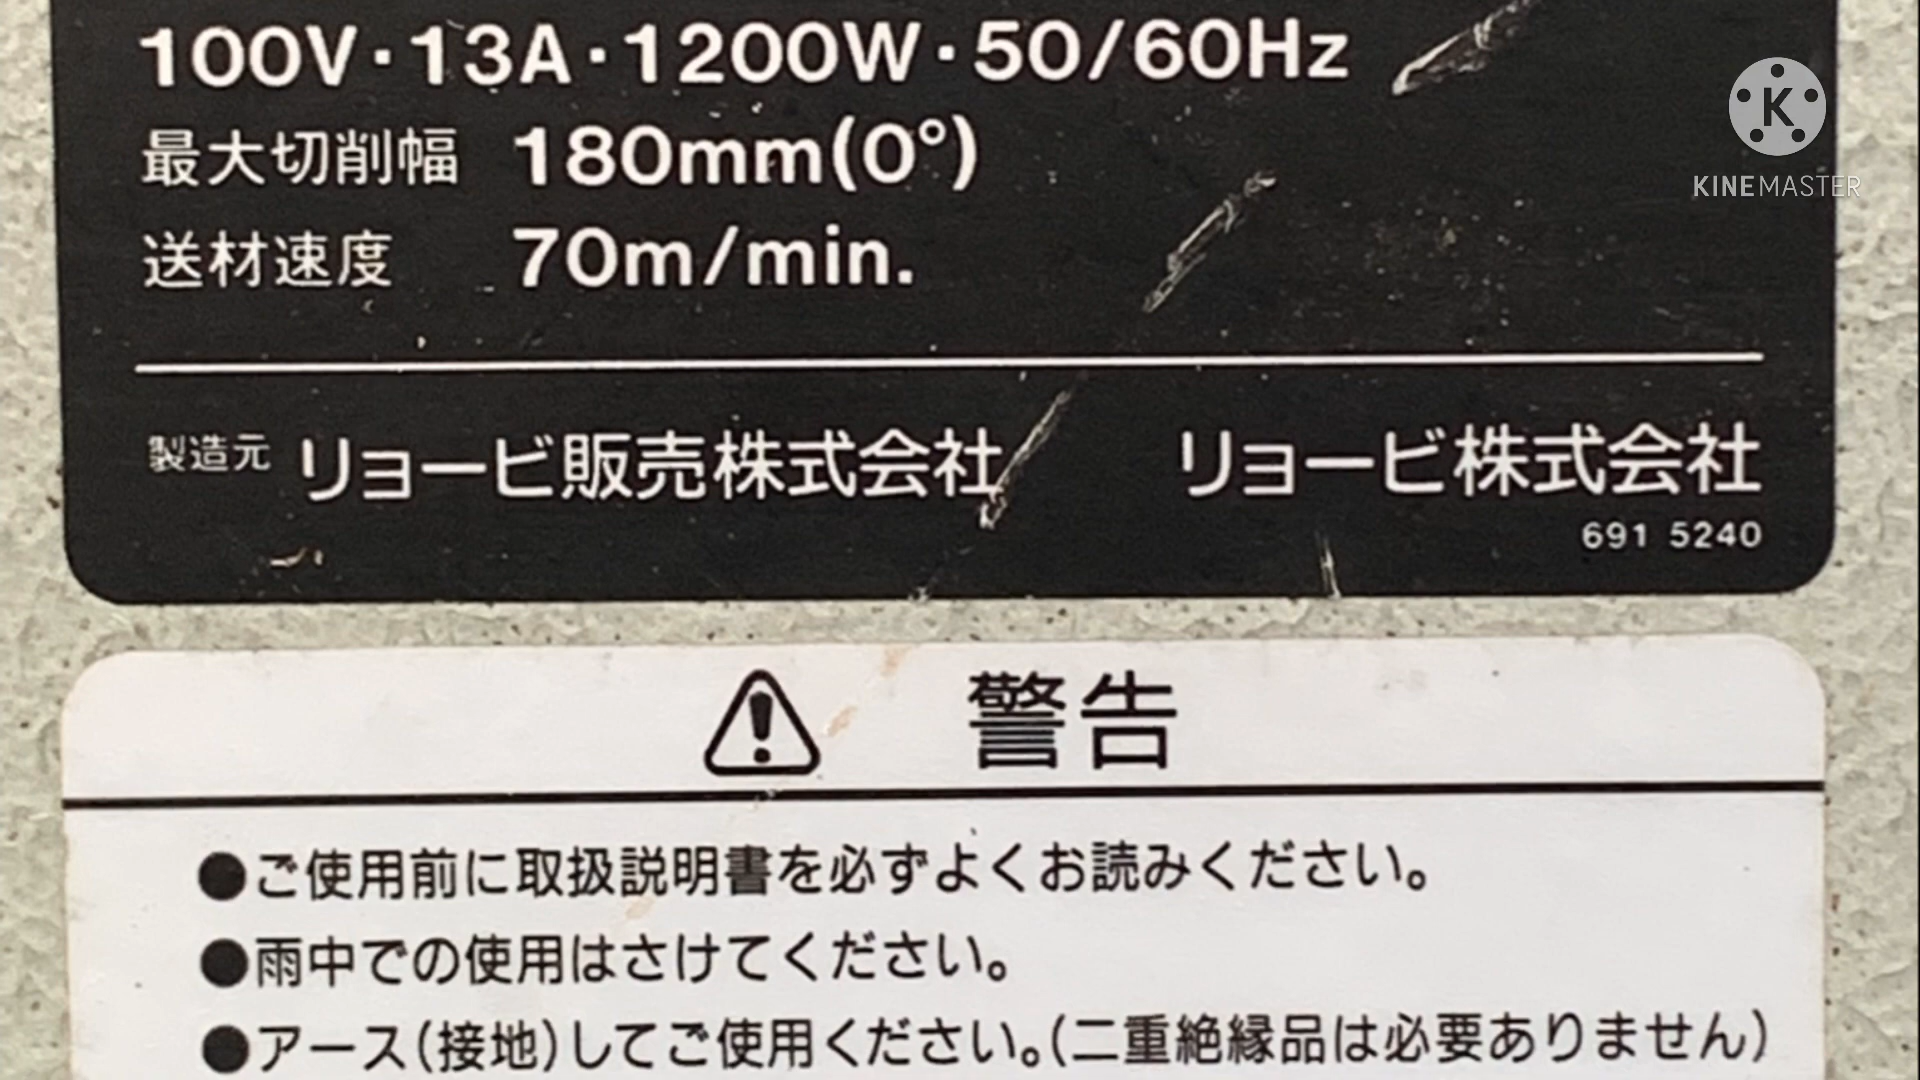 100V・13A・1200W・50/60Hz
最大切削幅 180mm(0°)
送材速度 70m/min.
製造元 リョービ販売株式会社 リョービ株式会社
691 5240
警告
●ご使用前に取扱説明書を必ずよくお読みください。
●雨中での使用はさけてください。
●アース(接地)してご使用ください。(二重絶縁品は必要ありません)
K
KINEMASTER